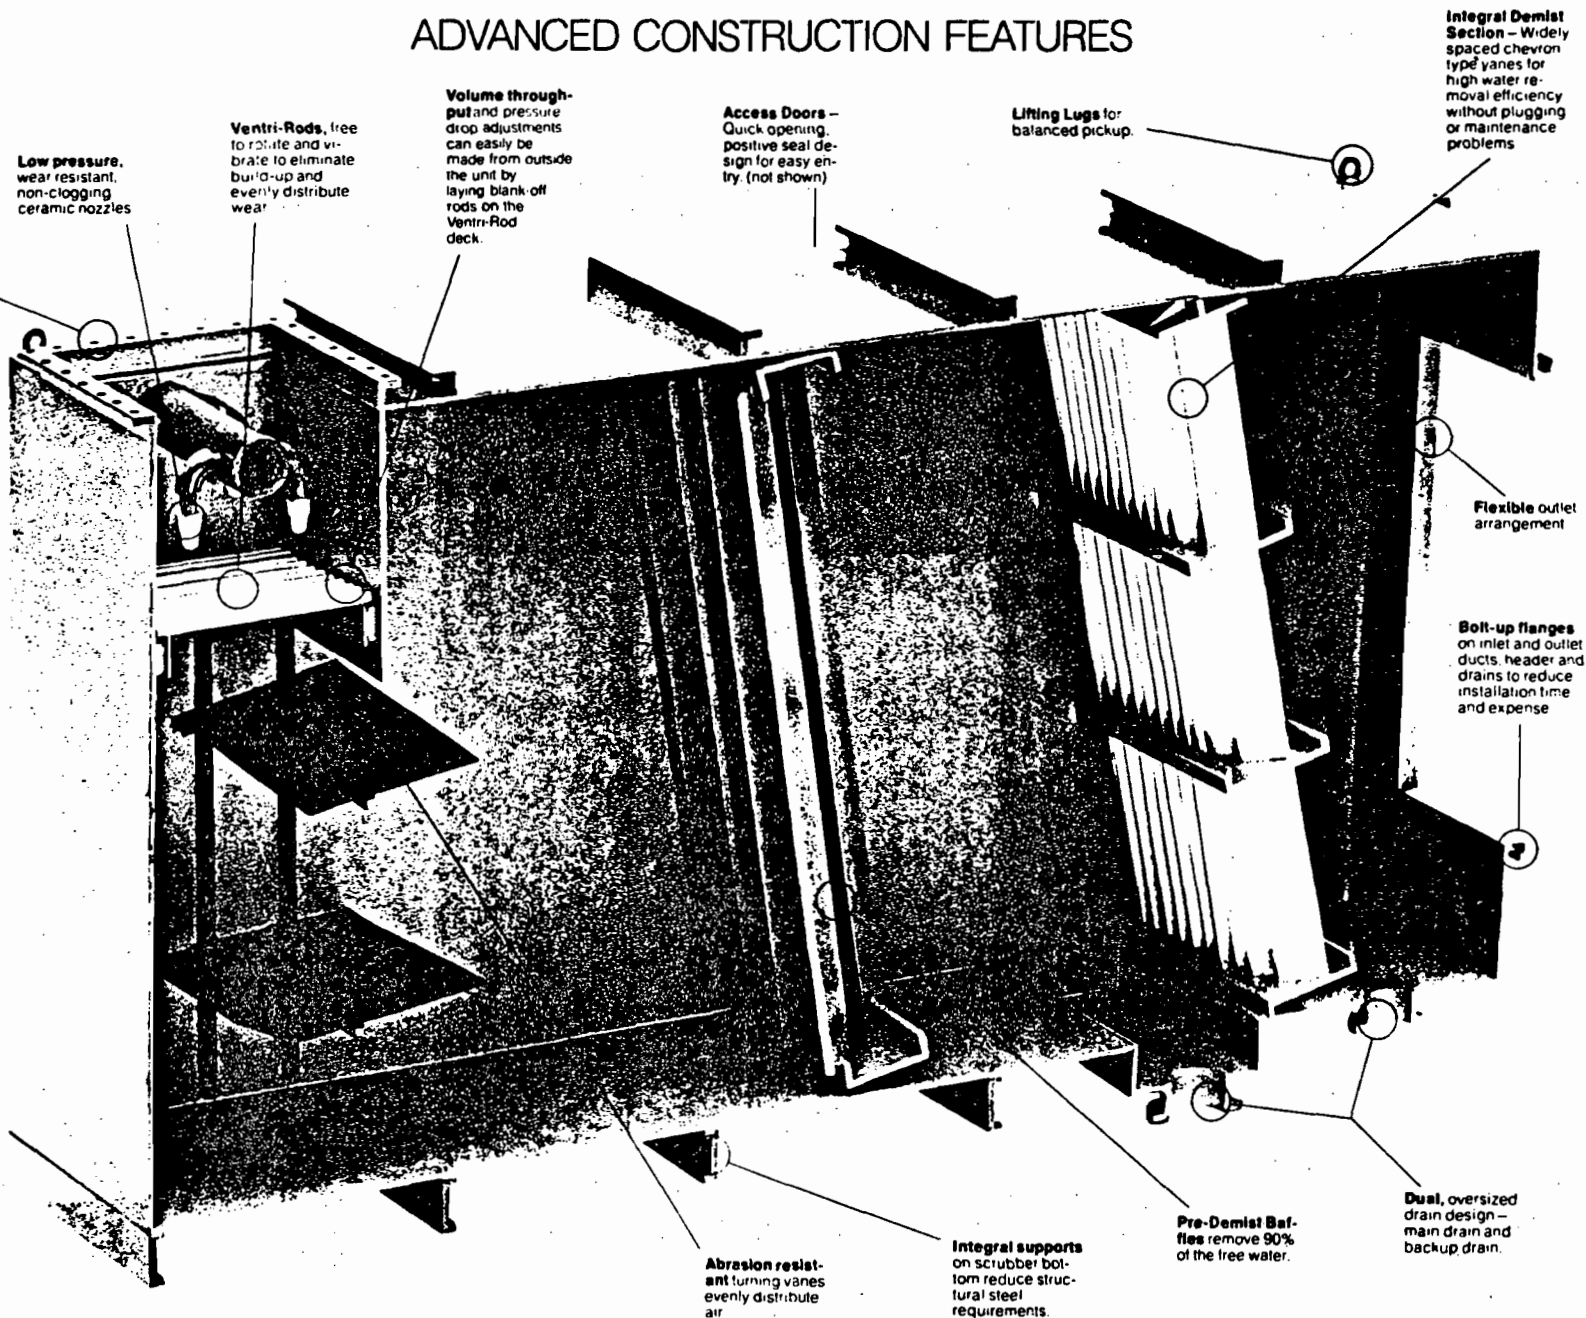 ADVANCED CONSTRUCTION FEATURES
Low pressure,
wear resistant,
non-clogging
ceramic nozzles
Ventri-Rods, free
to rotate and vi-
brate to eliminate
build-up and
evenly distribute
wear
Volume through-
put and pressure
drop adjustments
can easily be
made from outside
the unit by
laying blank-off
rods on the
Ventri-Rod
deck.
Access Doors –
Quick opening,
positive seal de-
sign for easy en-
try. (not shown)
Lifting Lugs for
balanced pickup.
Integral Demist
Section – Widely
spaced chevron
type vanes for
high water re-
moval efficiency
without plugging
or maintenance
problems
Flexible outlet
arrangement
Bolt-up flanges
on inlet and outlet
ducts, header and
drains to reduce
installation time
and expense
Dual, oversized
drain design –
main drain and
backup drain.
Pre-Demist Baf-
fles remove 90%
of the free water.
Integral supports
on scrubber bot-
tom reduce struc-
tural steel
requirements.
Abrasion resist-
ant turning vanes
evenly distribute
air